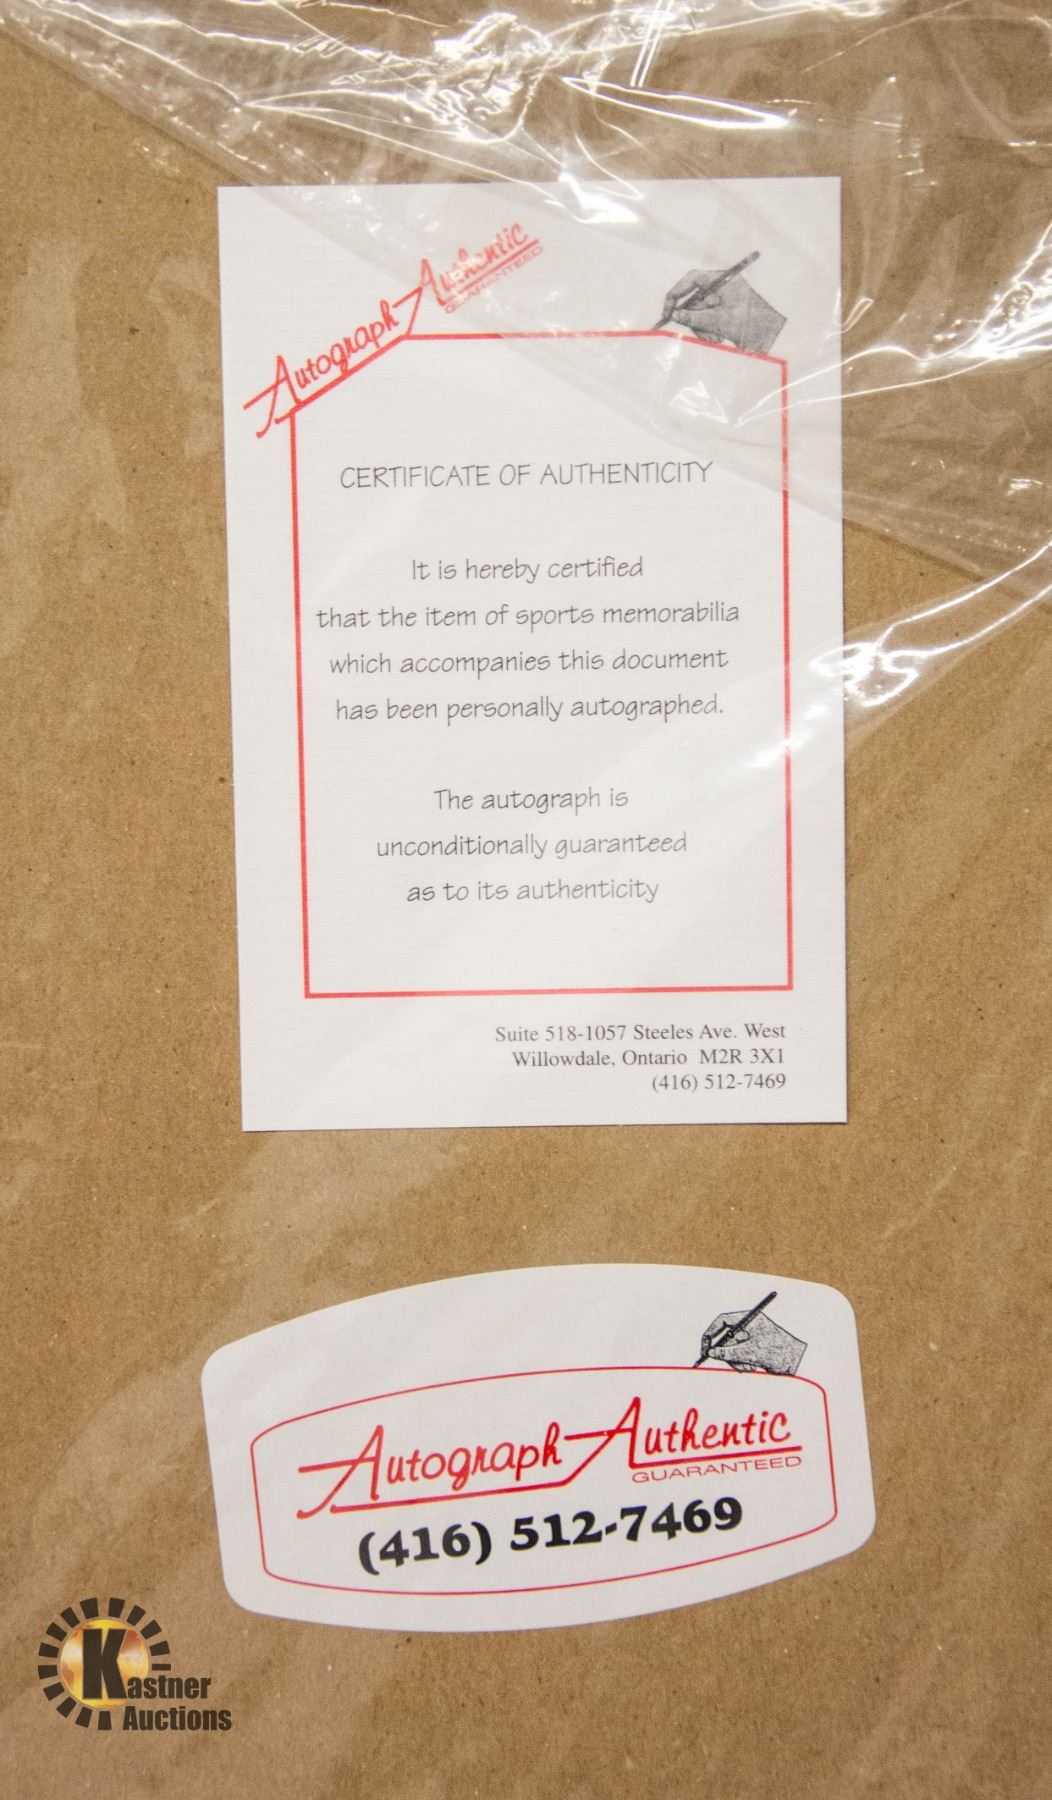 Autograph Authentic
GUARANTEED
CERTIFICATE OF AUTHENTICITY
It is hereby certified
that the item of sports memorabilia
which accompanies this document
has been personally autographed.
The autograph is
unconditionally guaranteed
as to its authenticity
Suite 518-1057 Steeles Ave. West
Willowdale, Ontario M2R 3X1
(416) 512-7469
Autograph Authentic
GUARANTEED
(416) 512-7469
Kastner
Auctions